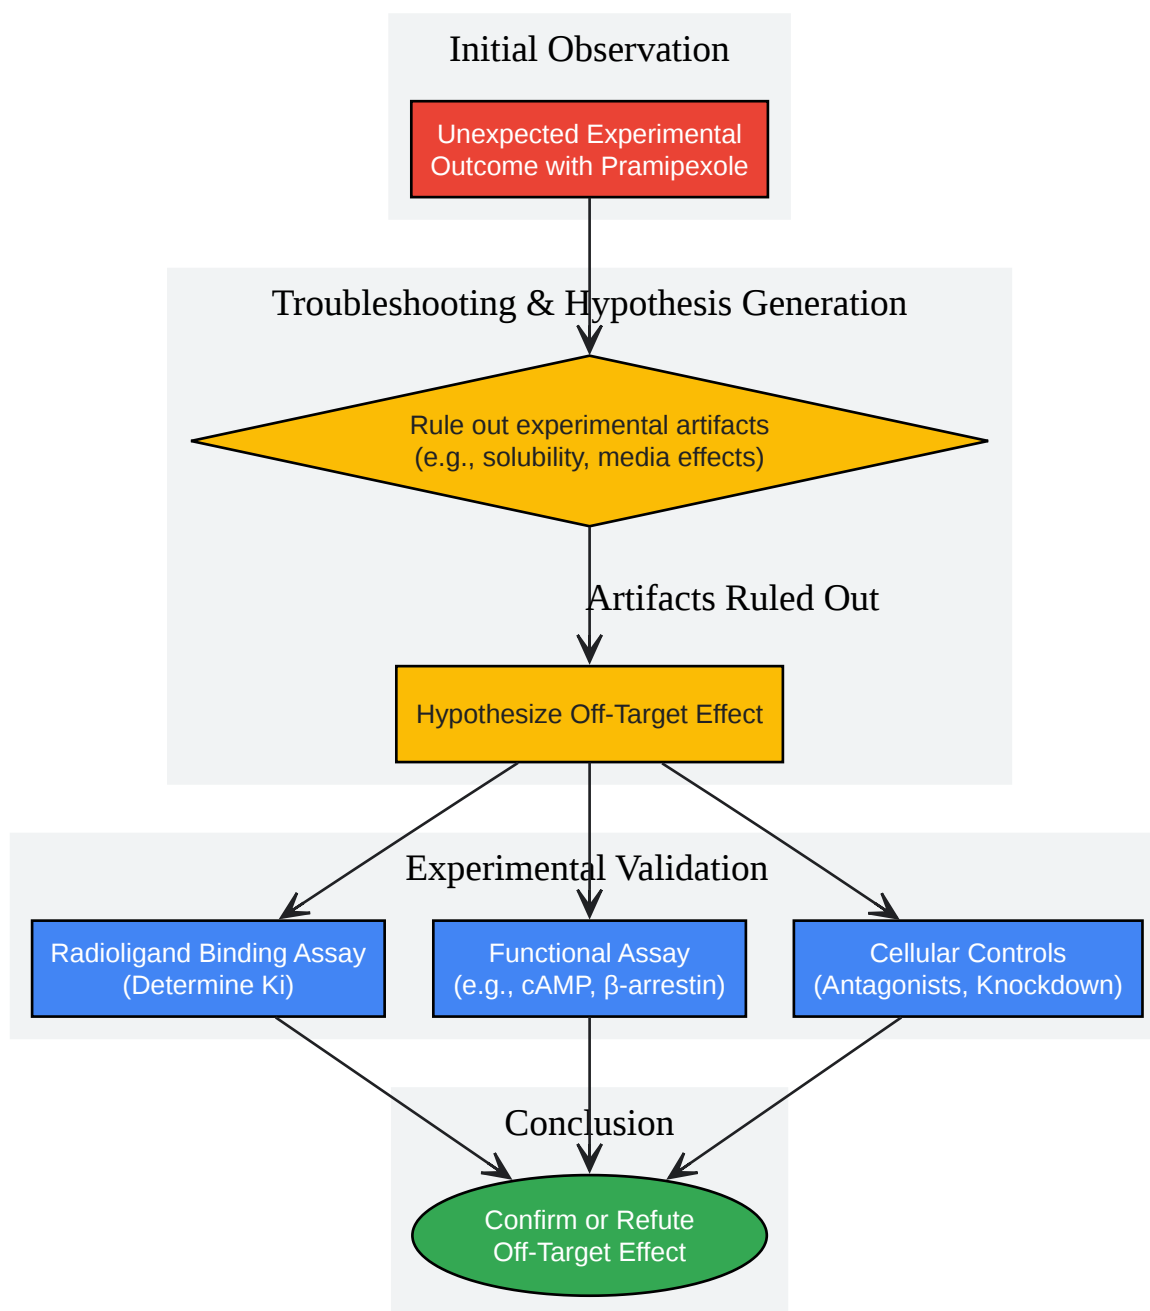 Initial Observation
Unexpected Experimental
Outcome with Pramipexole
Troubleshooting & Hypothesis Generation
Rule out experimental artifacts
(e.g., solubility, media effects)
Artifacts Ruled Out
Hypothesize Off-Target Effect
Experimental Validation
Radioligand Binding Assay
(Determine Ki)
Functional Assay
(e.g., cAMP, β-arrestin)
Cellular Controls
(Antagonists, Knockdown)
Conclusion
Confirm or Refute
Off-Target Effect